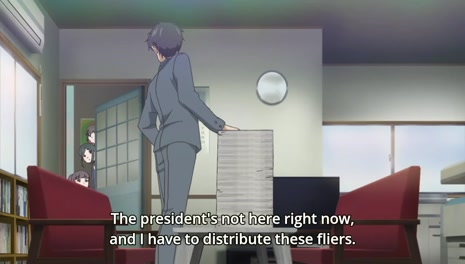 The president's not here right now,
and I have to distribute these fliers.